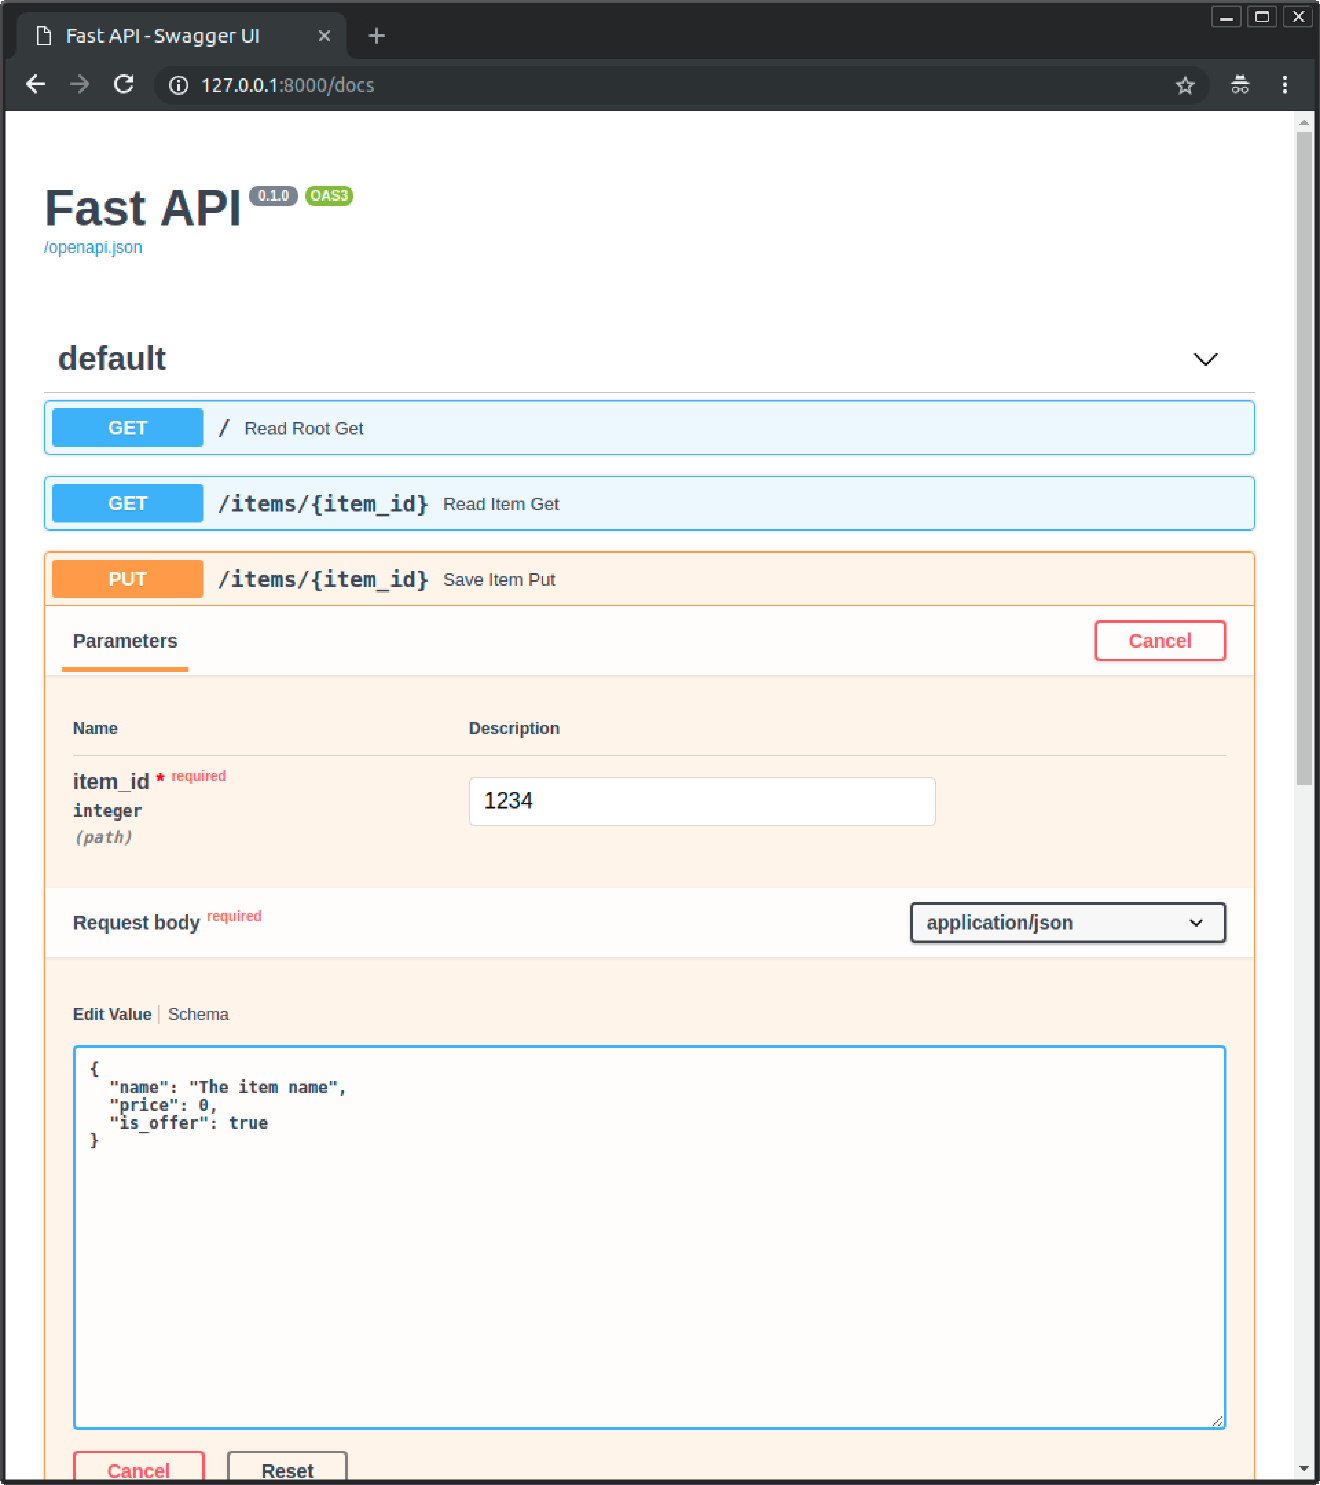 Fast API - Swagger UI
127.0.0.1:8000/docs
Fast API 0.1.0 OAS3
/openapi.json
default
GET / Read Root Get
GET /items/{item_id} Read Item Get
PUT /items/{item_id} Save Item Put
Parameters Cancel
Name Description
item_id * required
integer
(path)
1234
Request body required application/json
Edit Value | Schema
{
  "name": "The item name",
  "price": 0,
  "is_offer": true
}
Cancel Reset